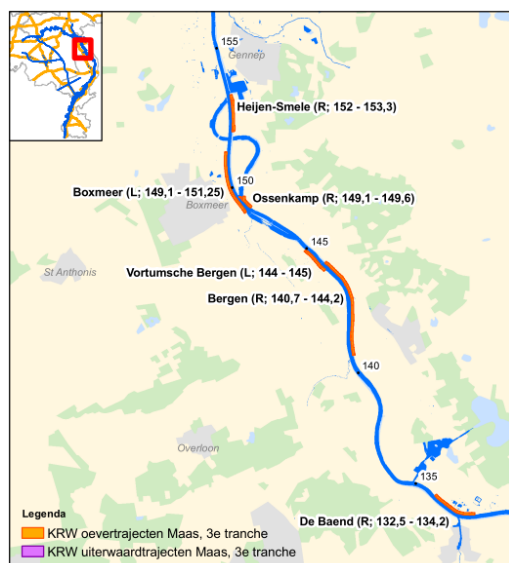 155
Gennep
Heijen-Smele (R; 152 - 153,3)
150
Boxmeer (L; 149,1 - 151,25)
Ossenkamp (R; 149,1 - 149,6)
Boxmeer
145
St Anthonis
Vortumsche Bergen (L; 144 - 145)
Bergen (R; 140,7 - 144,2)
140
Overloon
135
De Baend (R; 132,5 - 134,2)
Legenda
KRW oevertrajecten Maas, 3e tranche
KRW uiterwaardtrajecten Maas, 3e tranche